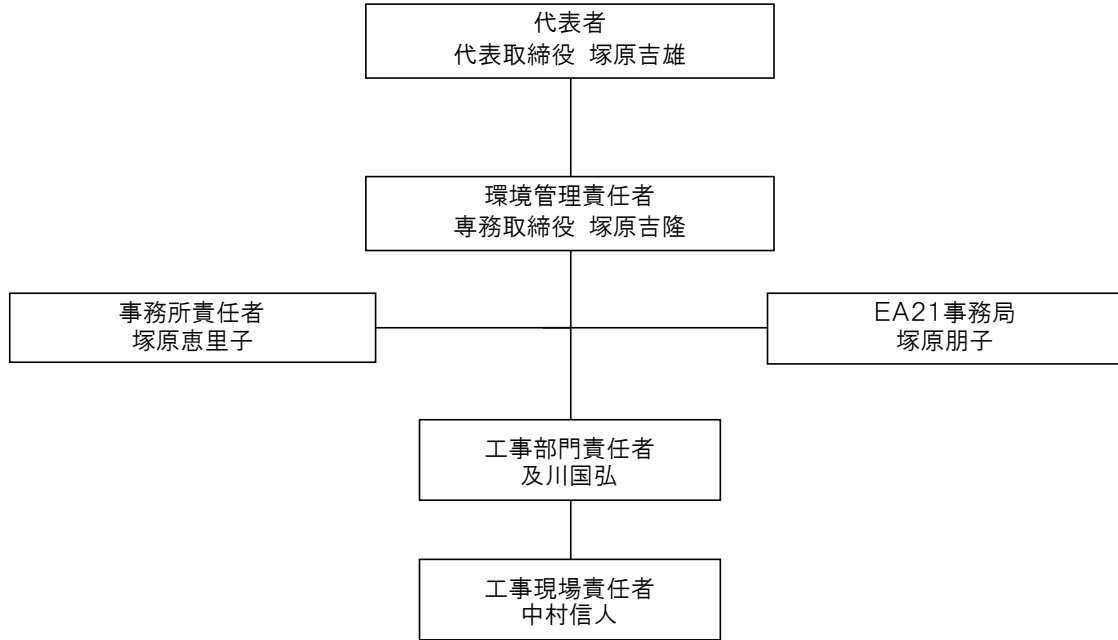 代表者
代表取締役 塚原吉雄
環境管理責任者
専務取締役 塚原吉隆
事務所責任者
塚原恵里子
EA21事務局
塚原朋子
工事部門責任者
及川国弘
工事現場責任者
中村信人